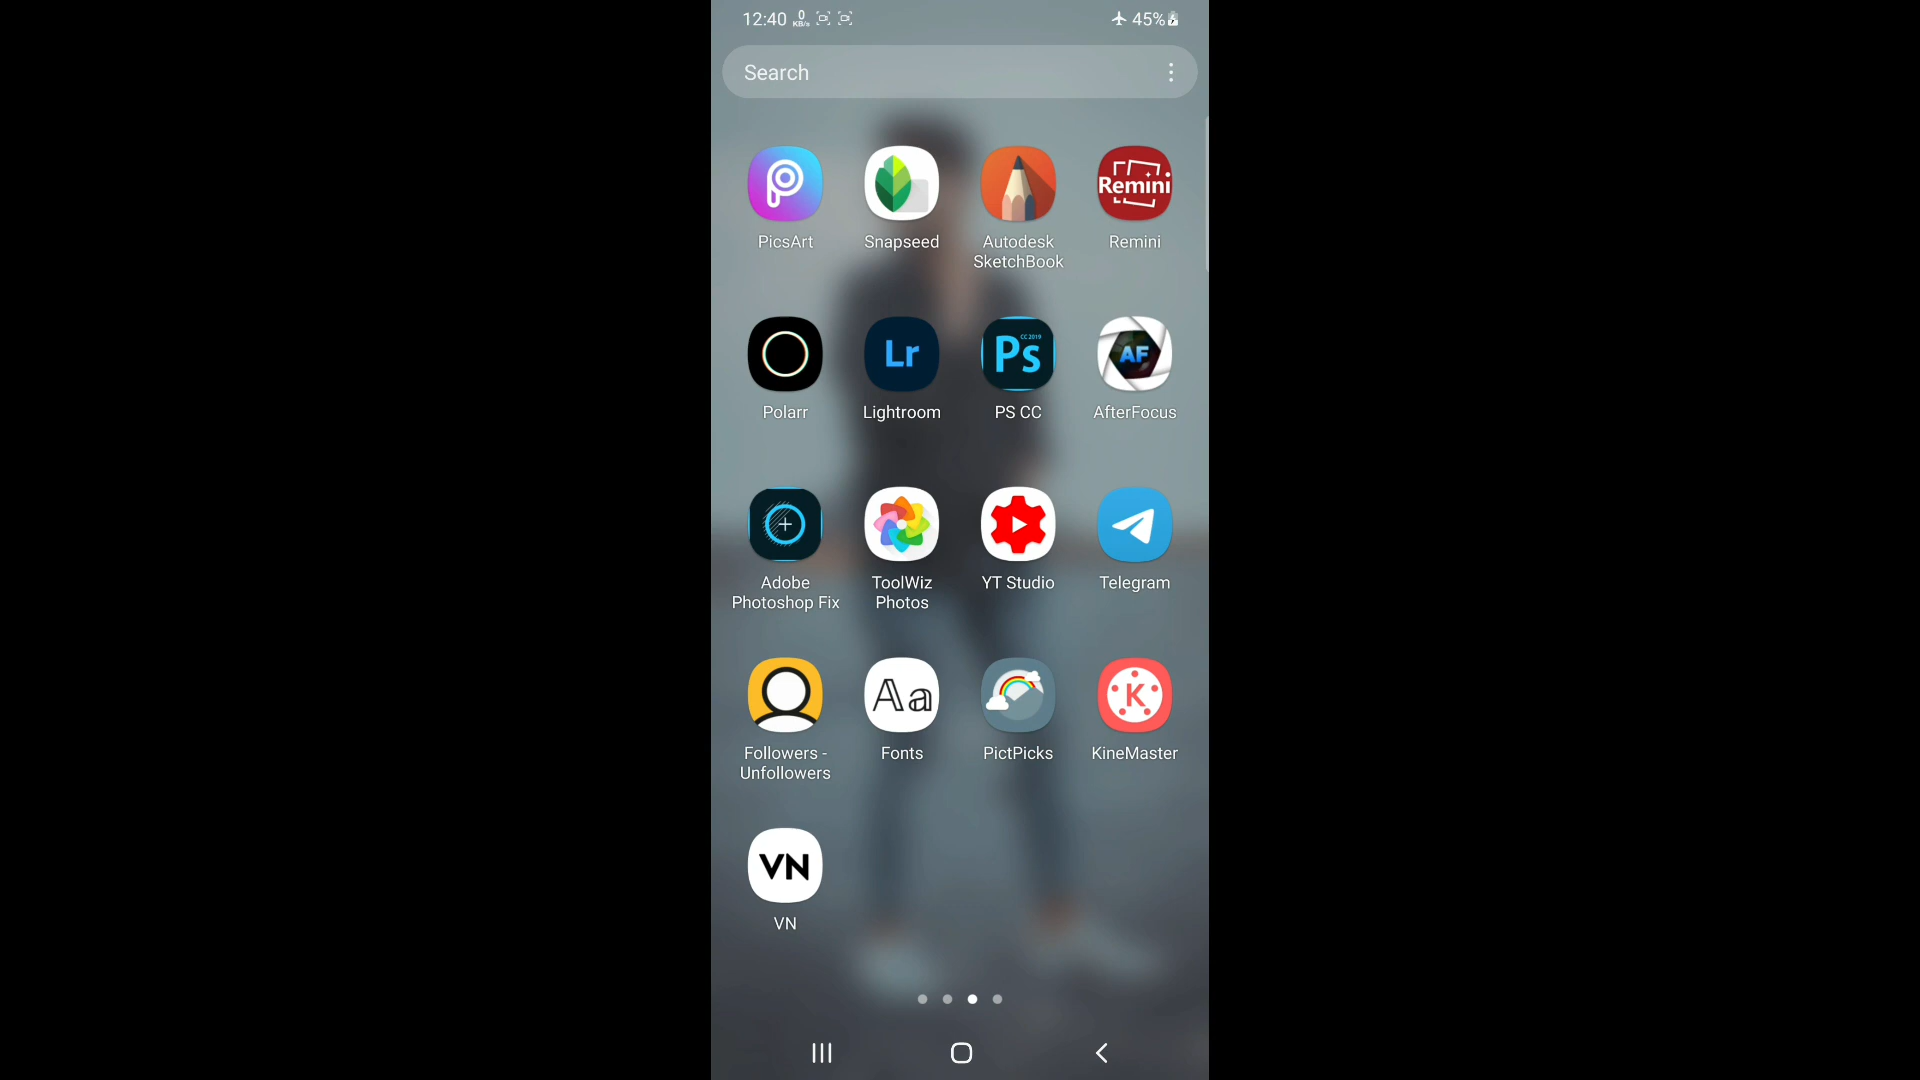 12:40 0 KB/s 45%
Search
Remini
PicsArt Snapseed Autodesk SketchBook Remini
Lr Ps CC 2019 AF
Polarr Lightroom PS CC AfterFocus
Adobe Photoshop Fix ToolWiz Photos YT Studio Telegram
Aa K
Followers - Unfollowers Fonts PictPicks KineMaster
VN
VN